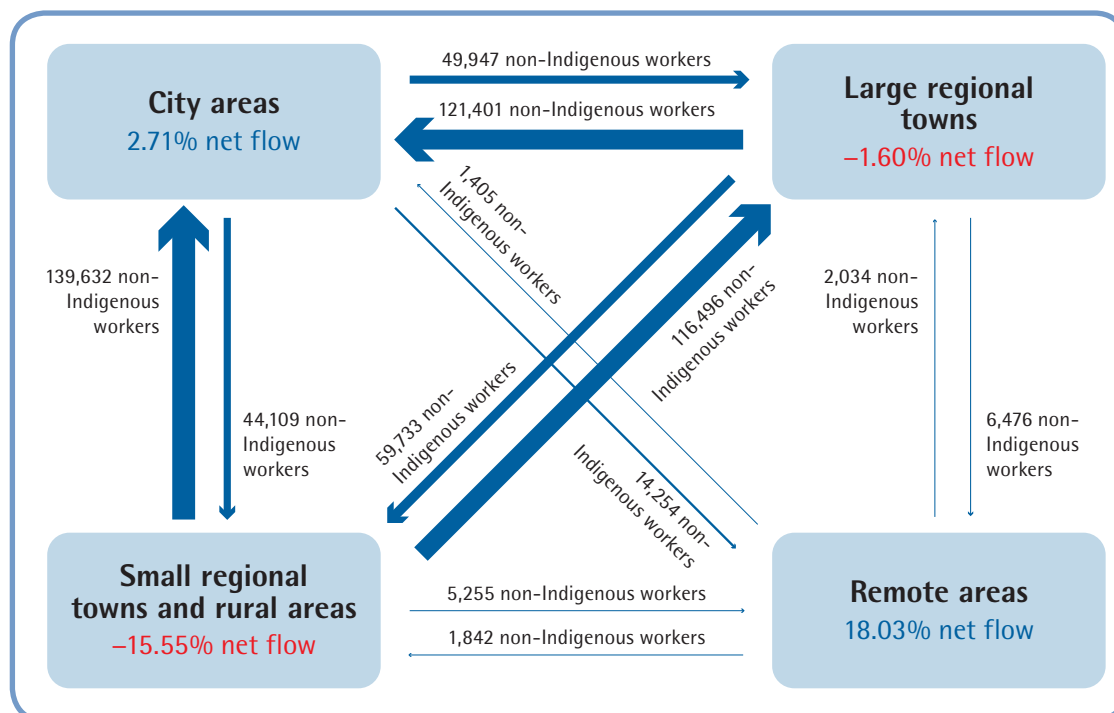 City areas
2.71% net flow
49,947 non-Indigenous workers
121,401 non-Indigenous workers
Large regional
towns
–1.60% net flow
1,405 non-
Indigenous workers
139,632 non-
Indigenous
workers
44,109 non-
Indigenous
workers
59,733 non-
Indigenous workers
116,496 non-
Indigenous workers
14,254 non-
Indigenous workers
2,034 non-
Indigenous
workers
6,476 non-
Indigenous
workers
Small regional
towns and rural areas
–15.55% net flow
5,255 non-Indigenous workers
1,842 non-Indigenous workers
Remote areas
18.03% net flow